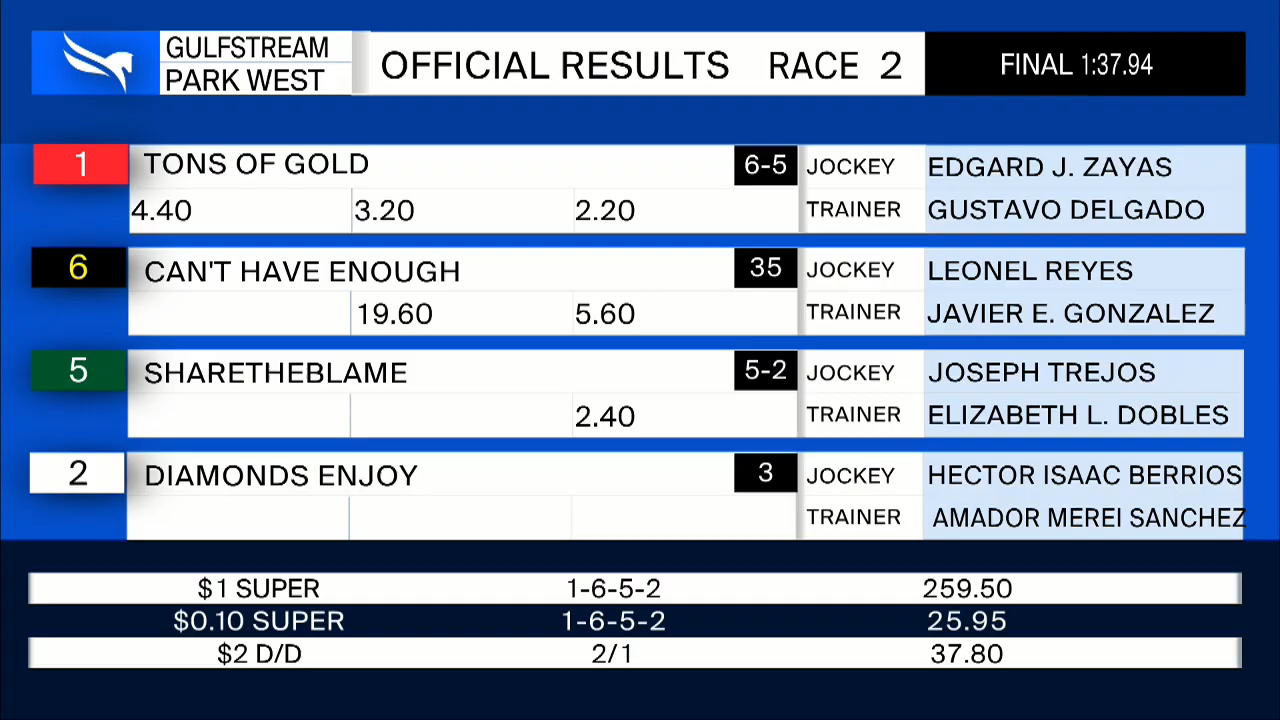 GULFSTREAM
PARK WEST
OFFICIAL RESULTS RACE 2
FINAL 1:37.94
1 TONS OF GOLD 6-5 JOCKEY EDGARD J. ZAYAS
4.40 3.20 2.20 TRAINER GUSTAVO DELGADO
6 CAN'T HAVE ENOUGH 35 JOCKEY LEONEL REYES
19.60 5.60 TRAINER JAVIER E. GONZALEZ
5 SHARETHEBLAME 5-2 JOCKEY JOSEPH TREJOS
2.40 TRAINER ELIZABETH L. DOBLES
2 DIAMONDS ENJOY 3 JOCKEY HECTOR ISAAC BERRIOS
TRAINER AMADOR MEREI SANCHEZ
$1 SUPER 1-6-5-2 259.50
$0.10 SUPER 1-6-5-2 25.95
$2 D/D 2/1 37.80